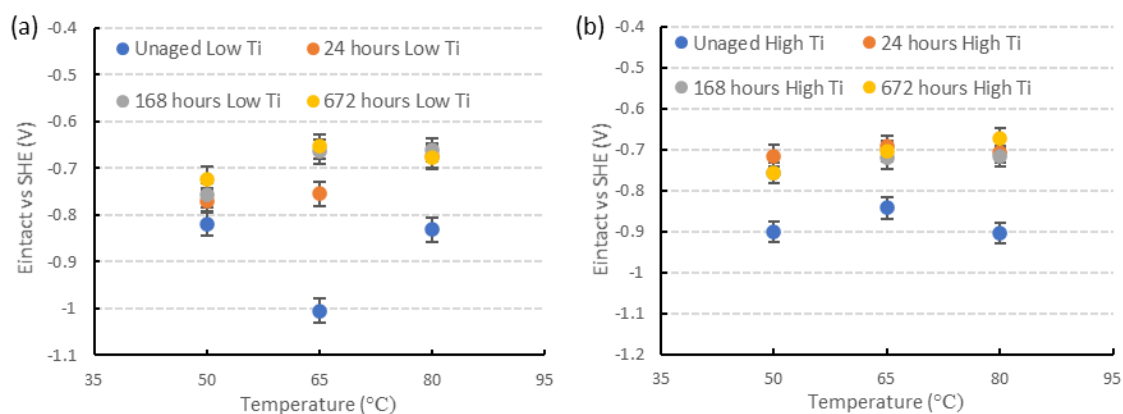 (a)
Unaged Low Ti
24 hours Low Ti
168 hours Low Ti
672 hours Low Ti
Eintact vs SHE (V)
-0.4
-0.5
-0.6
-0.7
-0.8
-0.9
-1
-1.1
35
50
65
80
95
Temperature (°C)
(b)
Unaged High Ti
24 hours High Ti
168 hours High Ti
672 hours High Ti
Eintact vs SHE (V)
-0.4
-0.5
-0.6
-0.7
-0.8
-0.9
-1
-1.1
-1.2
35
50
65
80
95
Temperature (°C)